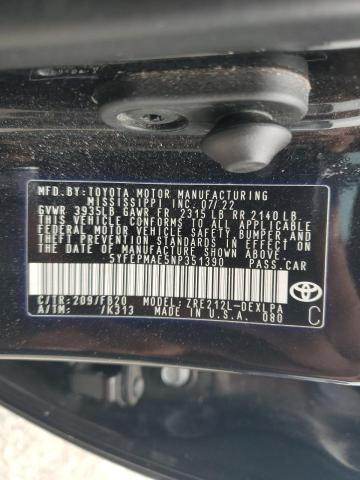 MFD. BY:TOYOTA MOTOR MANUFACTURING
MISSISSIPPI INC. 07/22
GVWR 3935LB GAWR FR 2315 LB RR 2140 LB
THIS VEHICLE CONFORMS TO ALL APPLICABLE
FEDERAL MOTOR VEHICLE SAFETY, BUMPER,
AND THEFT PREVENTION STANDARDS IN EFFECT ON
THE DATE OF MANUFACTURE SHOWN ABOVE.
5YFEPMAE5NP351390 PASS.CAR
C/TR:209/FB20 MODEL:ZRE212L-DEXLPA
A/TM: /K313 MADE IN U.S.A. 080
C